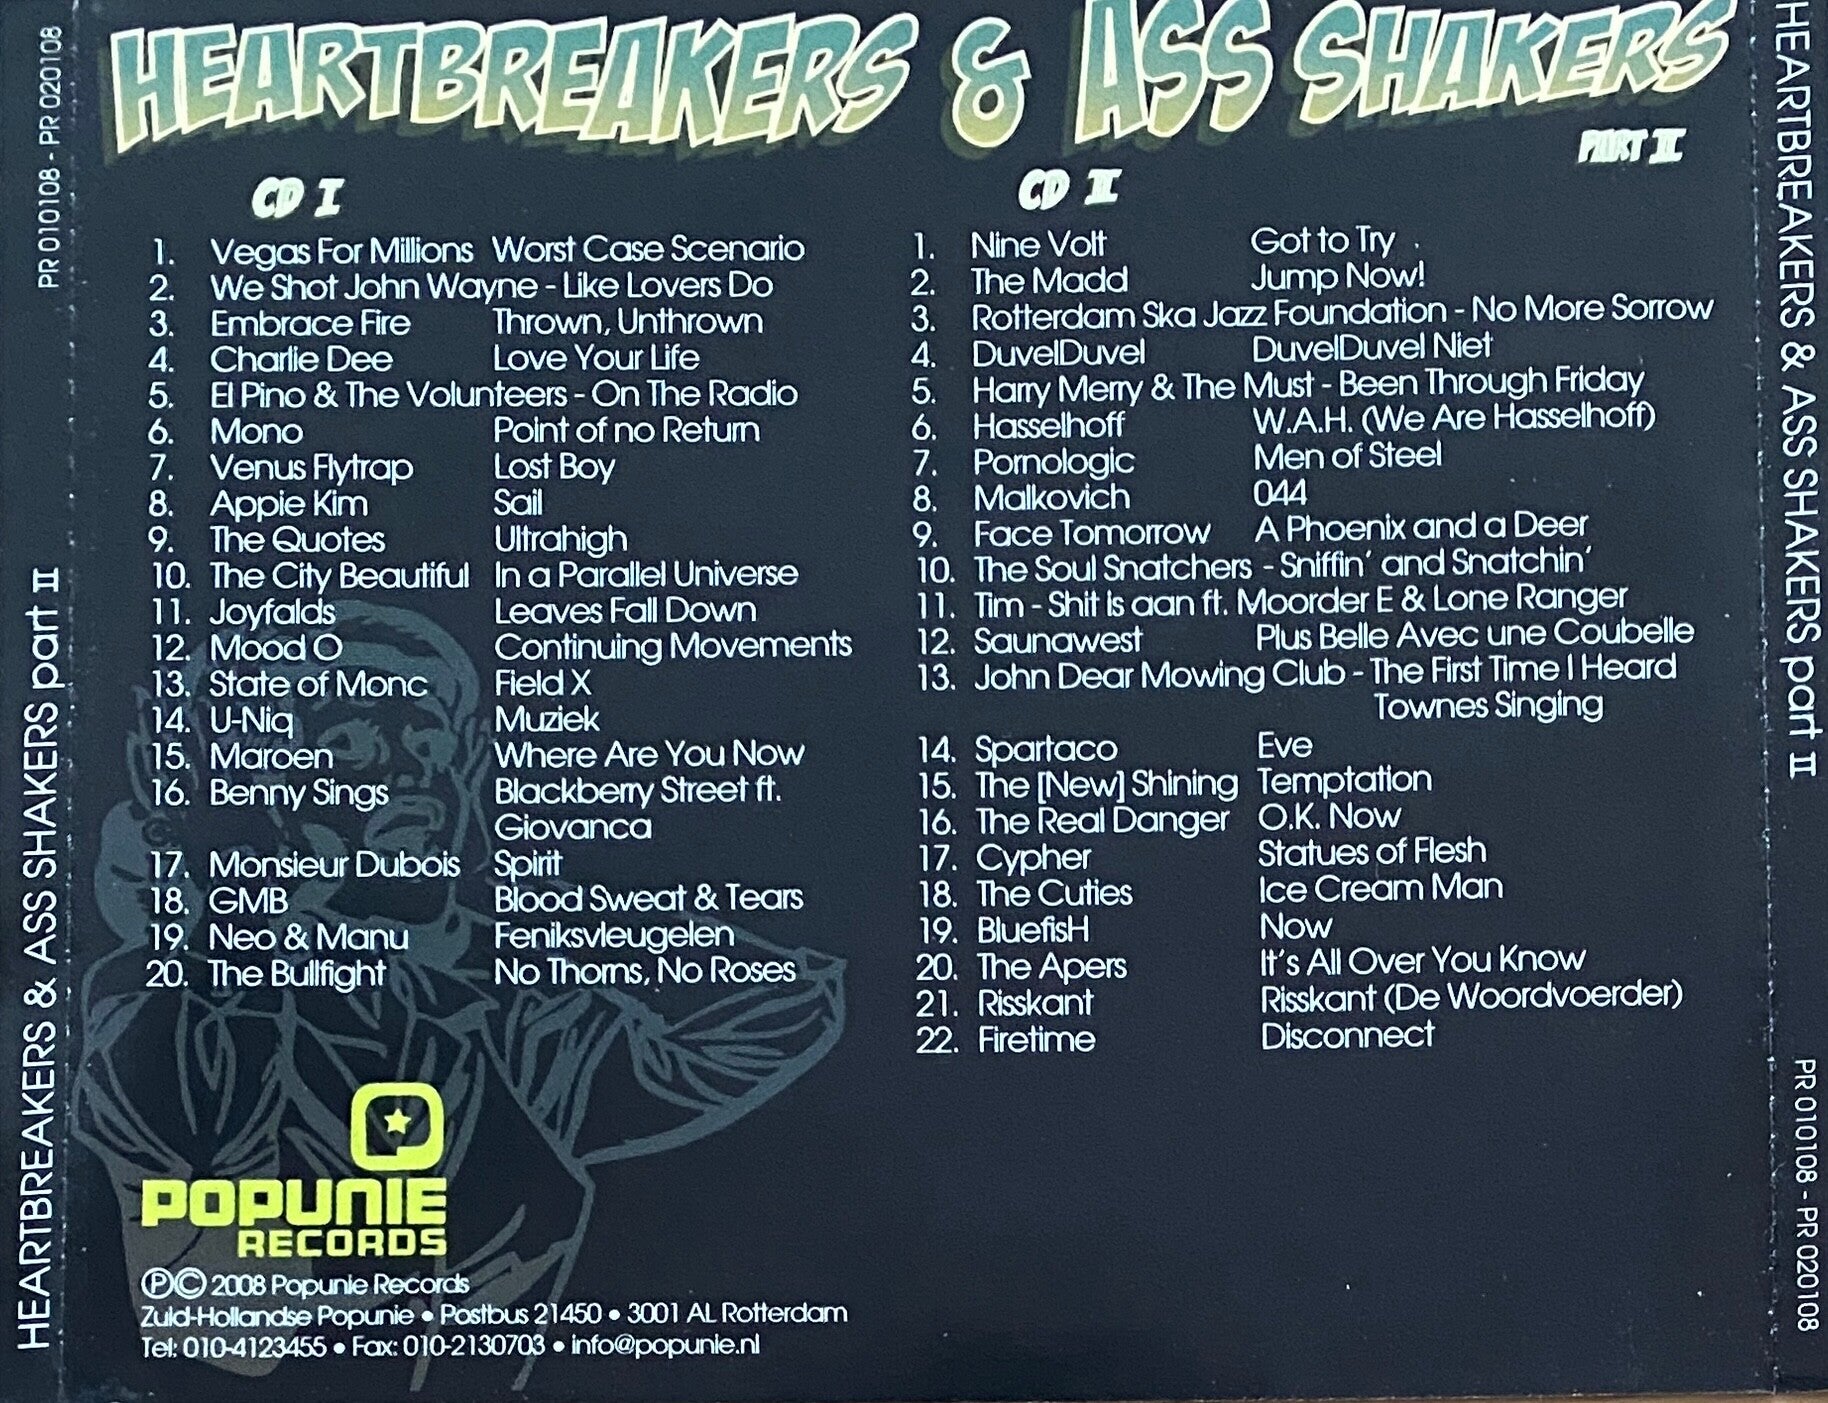 HEARTBREAKERS & ASS SHAKERS
PART II
CD I
1. Vegas For Millions Worst Case Scenario
2. We Shot John Wayne - Like Lovers Do
3. Embrace Fire Thrown, Unthrown
4. Charlie Dee Love Your Life
5. El Pino & The Volunteers - On The Radio
6. Mono Point of no Return
7. Venus Flytrap Lost Boy
8. Appie Kim Sail
9. The Quotes Ultrahigh
10. The City Beautiful In a Parallel Universe
11. Joyfalds Leaves Fall Down
12. Mood O Continuing Movements
13. State of Monc Field X
14. U-Niq Muziek
15. Maroen Where Are You Now
16. Benny Sings Blackberry Street ft.
Giovanca
17. Monsieur Dubois Spirit
18. GMB Blood Sweat & Tears
19. Neo & Manu Feniksvleugelen
20. The Bullfight No Thorns, No Roses
CD II
1. Nine Volt Got to Try
2. The Madd Jump Now!
3. Rotterdam Ska Jazz Foundation - No More Sorrow
4. DuvelDuvel DuvelDuvel Niet
5. Harry Merry & The Must - Been Through Friday
6. Hasselhoff W.A.H. (We Are Hasselhoff)
7. Pornologic Men of Steel
8. Malkovich 044
9. Face Tomorrow A Phoenix and a Deer
10. The Soul Snatchers - Sniffin' and Snatchin'
11. Tim - Shit is aan ft. Moorder E & Lone Ranger
12. Saunawest Plus Belle Avec une Coubelle
13. John Dear Mowing Club - The First Time I Heard
Townes Singing
14. Spartaco Eve
15. The [New] Shining Temptation
16. The Real Danger O.K. Now
17. Cypher Statues of Flesh
18. The Cuties Ice Cream Man
19. BluefisH Now
20. The Apers It's All Over You Know
21. Risskant Risskant (De Woordvoerder)
22. Firetime Disconnect
POPUNIE
RECORDS
℗© 2008 Popunie Records
Zuid-Hollandse Popunie • Postbus 21450 • 3001 AL Rotterdam
Tel: 010-4123455 • Fax: 010-2130703 • info@popunie.nl
HEARTBREAKERS & ASS SHAKERS part II
PR 010108 - PR 020108
HEARTBREAKERS & ASS SHAKERS part II
PR 010108 - PR 020108